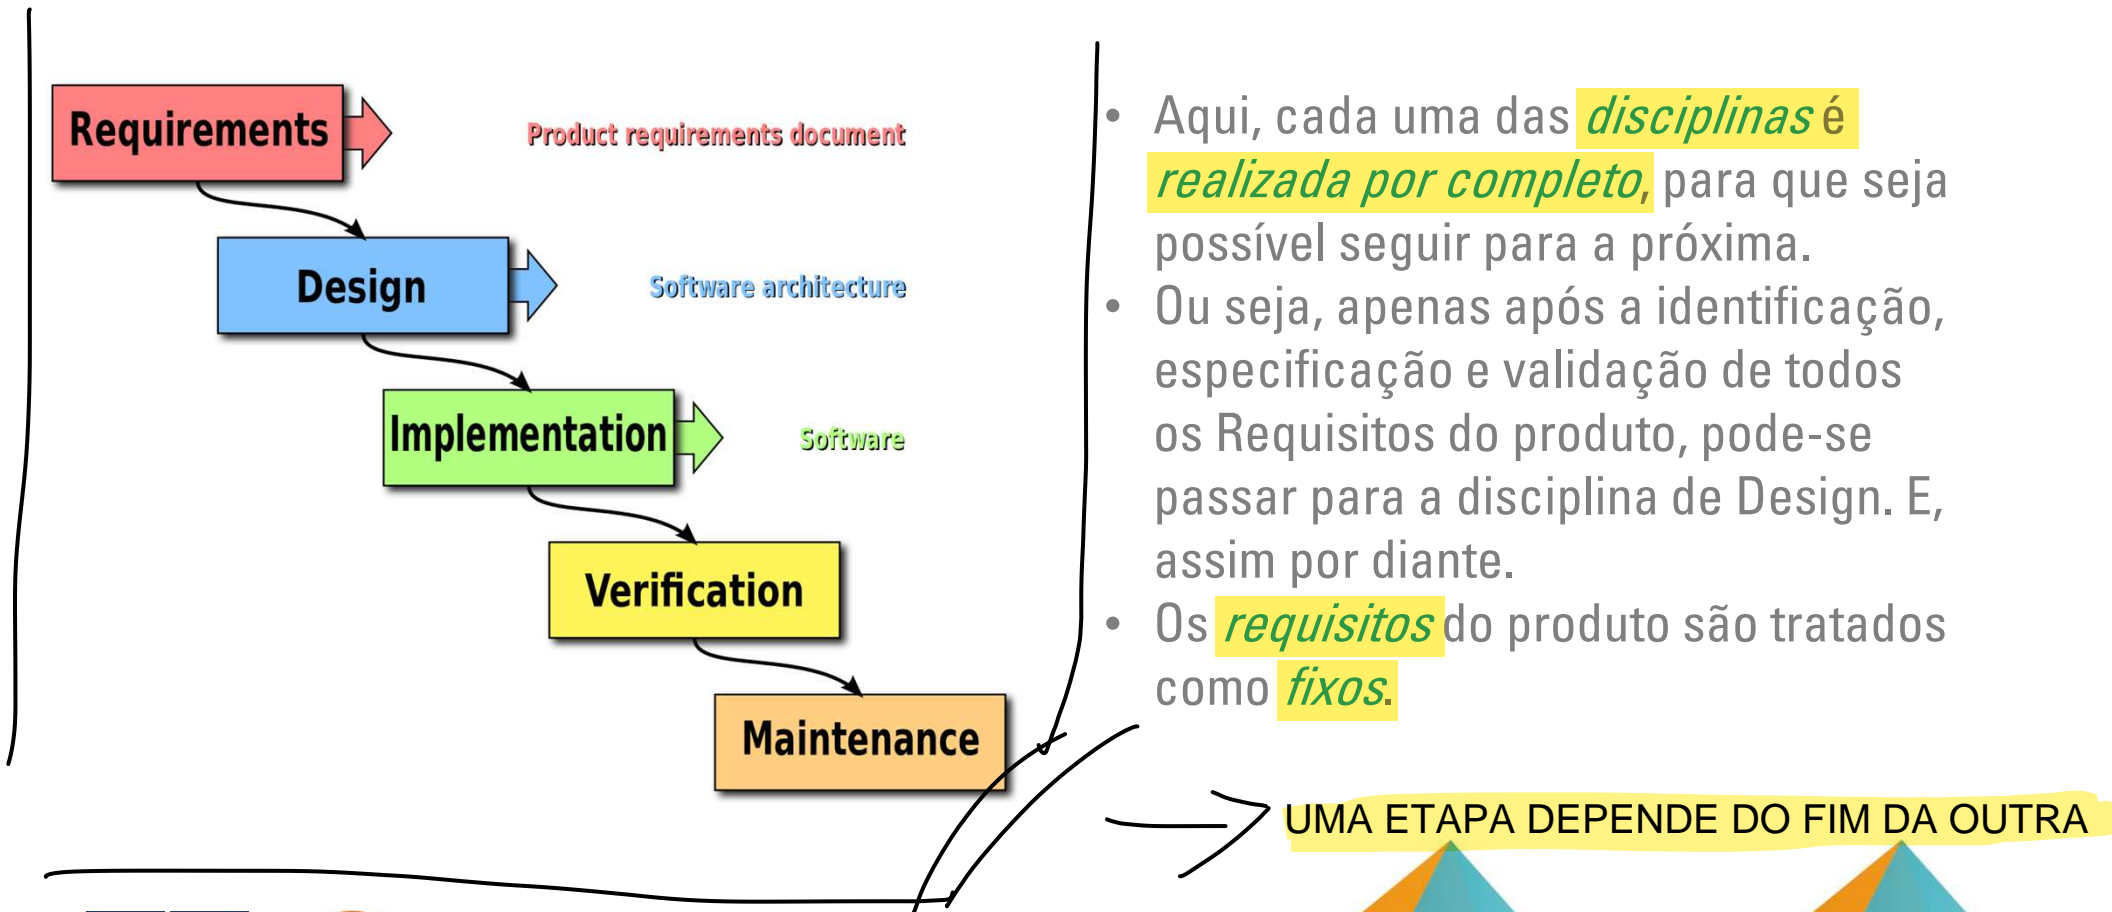 Requirements
Product requirements document
Design
Software architecture
Implementation
Software
Verification
Maintenance
• Aqui, cada uma das disciplinas é
realizada por completo, para que seja
possível seguir para a próxima.
• Ou seja, apenas após a identificação,
especificação e validação de todos
os Requisitos do produto, pode-se
passar para a disciplina de Design. E,
assim por diante.
• Os requisitos do produto são tratados
como fixos.
UMA ETAPA DEPENDE DO FIM DA OUTRA